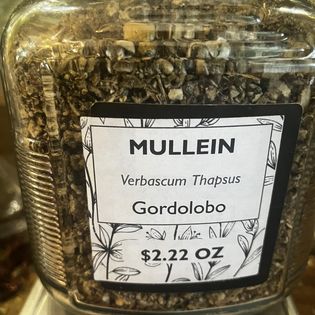 MULLEIN
Verbascum Thapsus
Gordolobo
$2.22 OZ